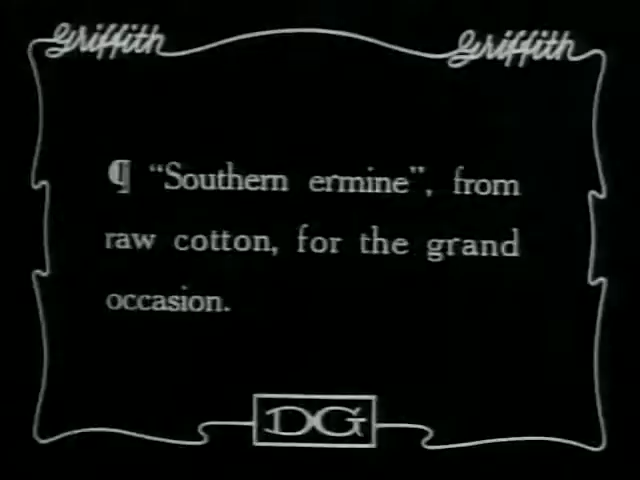 Griffith Griffith
¶ “Southern ermine”, from
raw cotton, for the grand
occasion.
DG